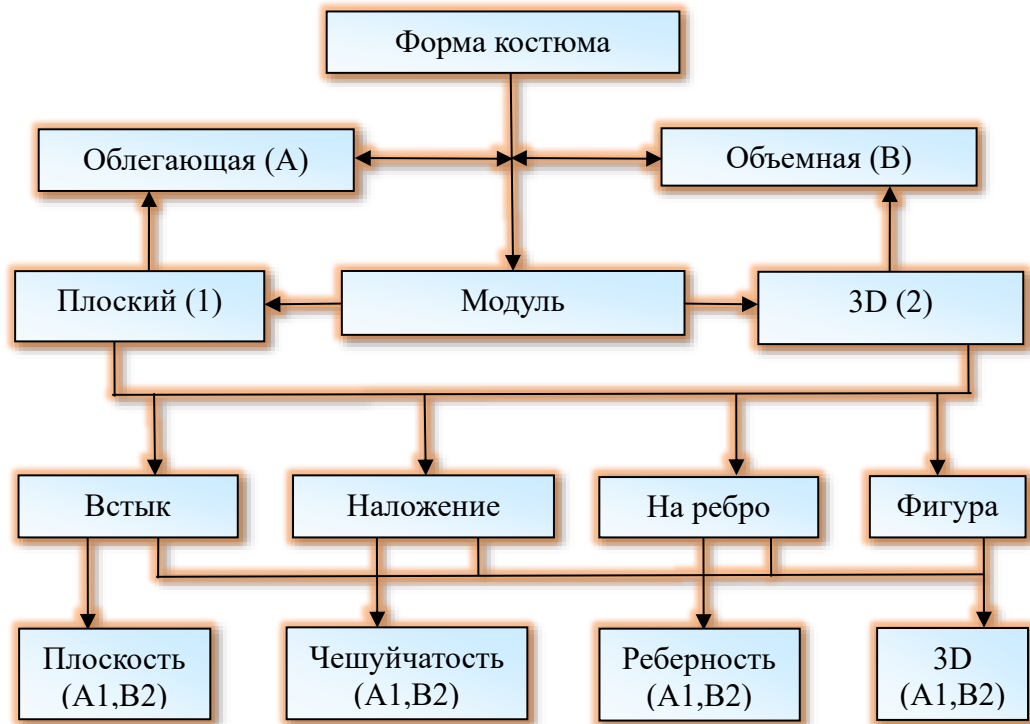 Форма костюма
Облегающая (А)
Объемная (В)
Плоский (1)
Модуль
3D (2)
Встык
Наложение
На ребро
Фигура
Плоскость
(А1,В2)
Чешуйчатость
(А1,В2)
Реберность
(А1,В2)
3D
(А1,В2)